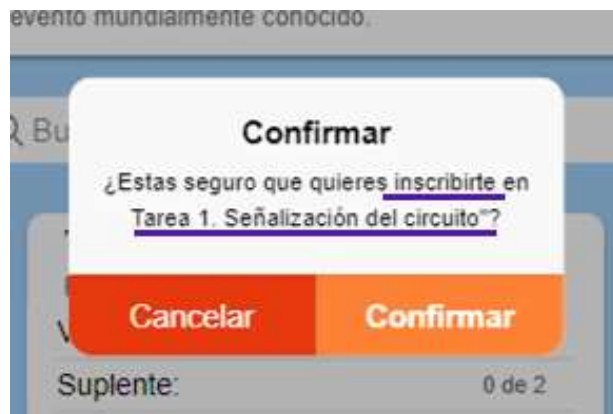 evento mundialmente conocido.
Bu
Confirmar
¿Estas seguro que quieres inscribirte en
Tarea 1. Señalización del circuito"?
Cancelar
Confirmar
V
Suplente:
0 de 2